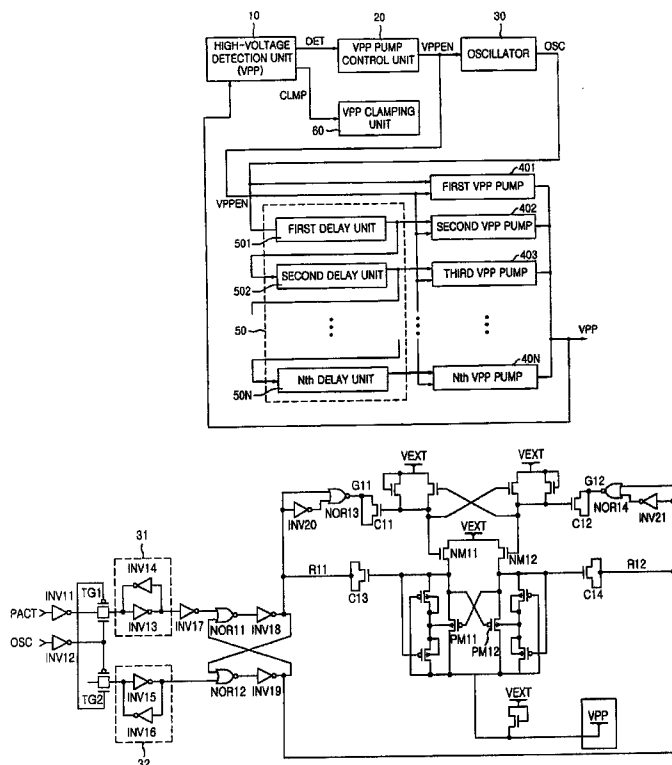 10
20
30
HIGH-VOLTAGE
DETECTION UNIT
(VPP)
DET
VPP PUMP
CONTROL UNIT
VPPEN
OSCILLATOR
OSC
CLMP
VPP CLAMPING
UNIT
60
401
FIRST VPP PUMP
VPPEN
402
FIRST DELAY UNIT
SECOND VPP PUMP
501
403
SECOND DELAY UNIT
THIRD VPP PUMP
502
50
VPP
40N
Nth DELAY UNIT
Nth VPP PUMP
50N
VEXT
VEXT
G11
G12
NOR13
NOR14
INV20
INV21
C11
C12
VEXT
31
NM11
NM12
INV14
R11
R12
INV11
TG1
C13
C14
PACT
INV13
INV17
NOR11
INV18
OSC
INV12
PM11
PM12
TG2
INV15
NOR12
INV19
VEXT
INV16
VPP
32